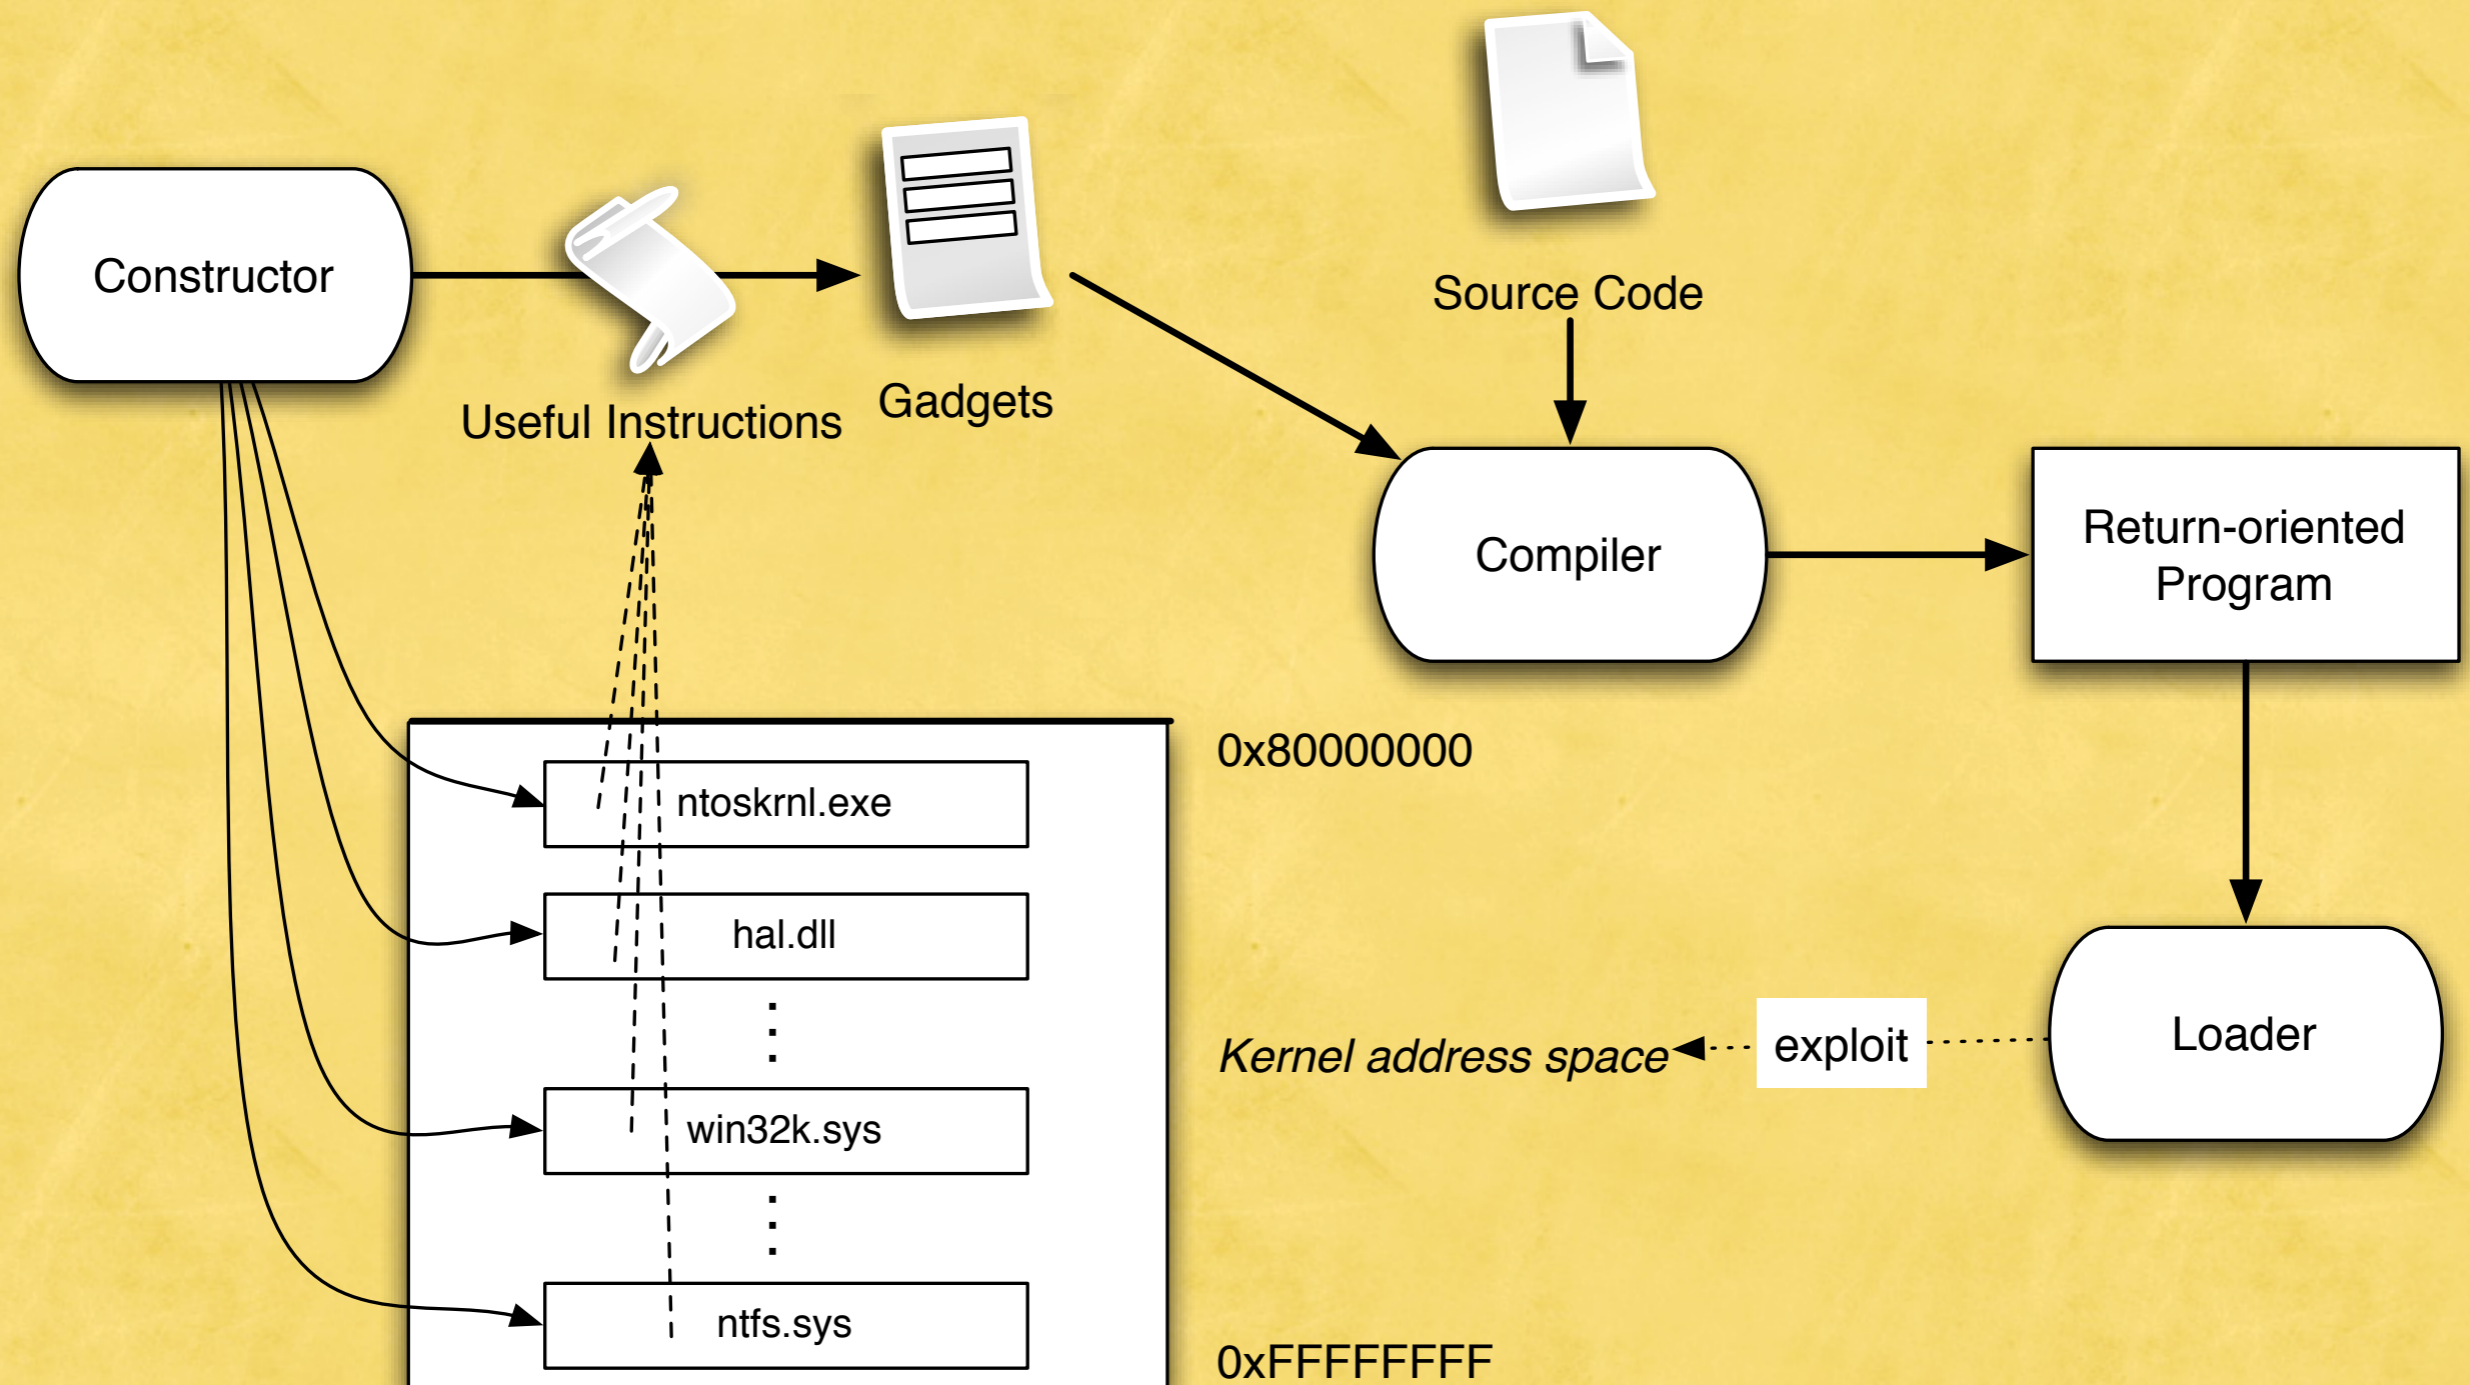 Source Code
Constructor
Useful Instructions
Gadgets
Compiler
Return-oriented
Program
0x80000000
ntoskrnl.exe
hal.dll
⋮
Kernel address space
exploit
Loader
win32k.sys
⋮
ntfs.sys
0xFFFFFFFF